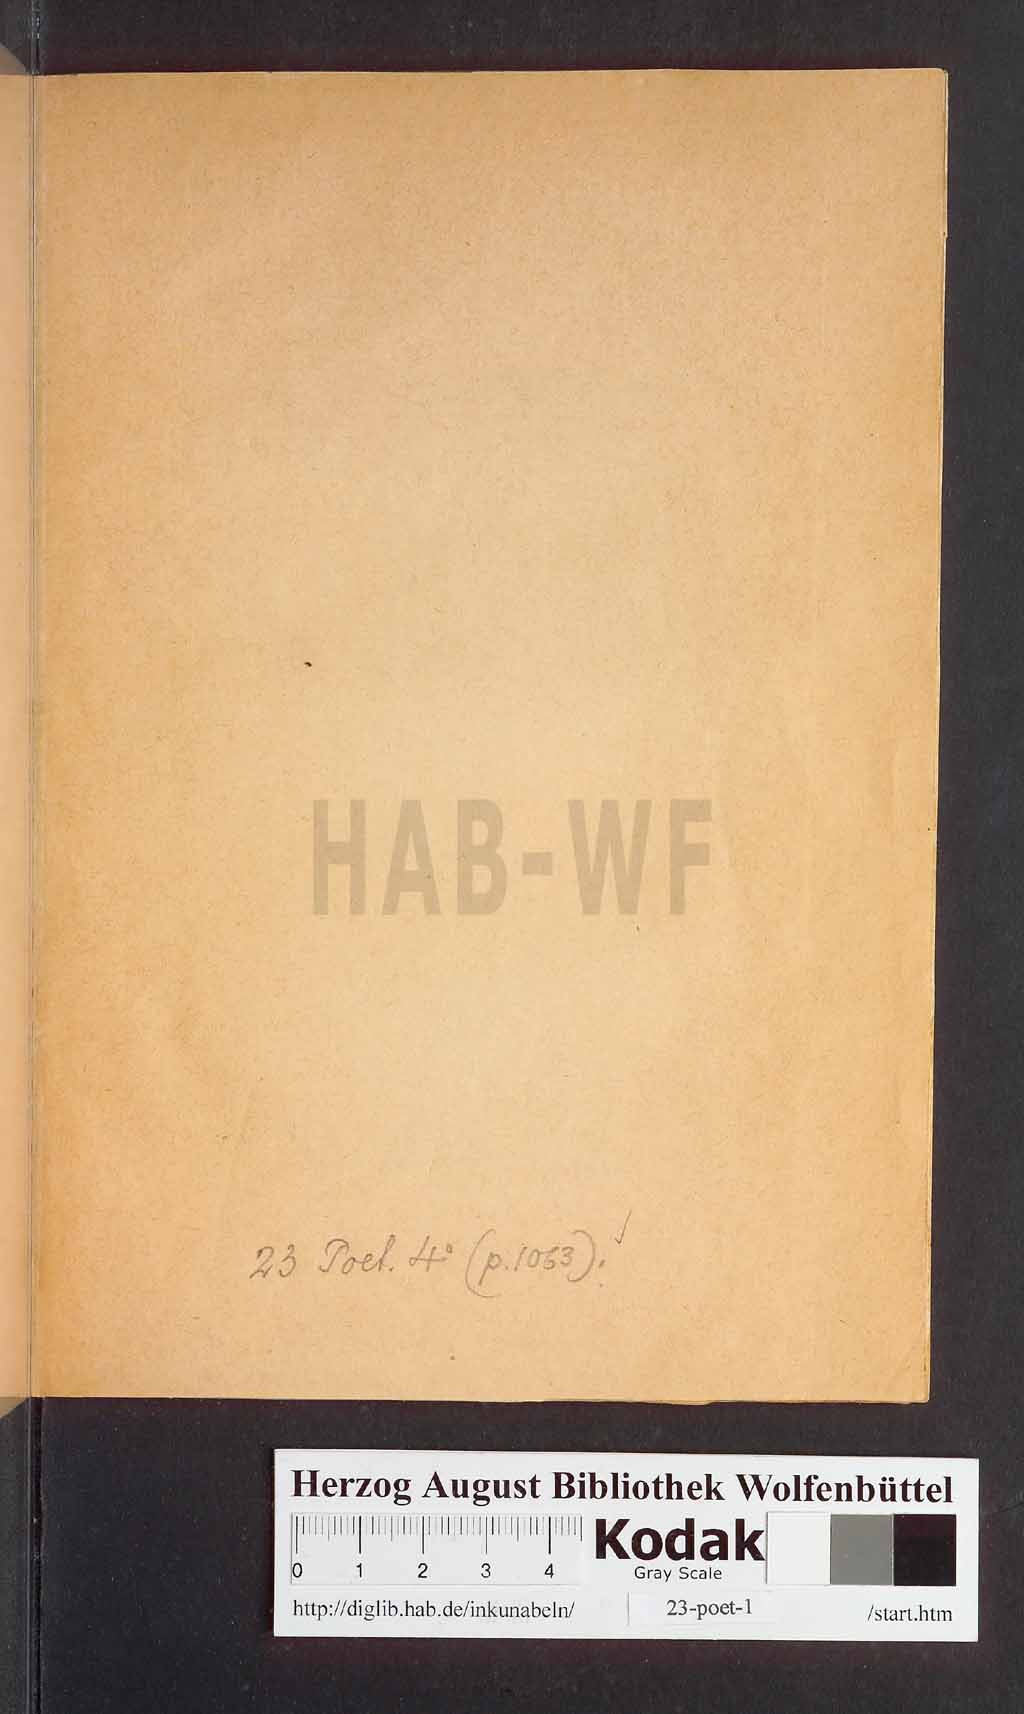 HAB-WF
23 Poet. 4° (p.1063).
Herzog August Bibliothek Wolfenbüttel
0 1 2 3 4
Kodak
Gray Scale
http://diglib.hab.de/inkunabeln/ 23-poet-1 /start.htm